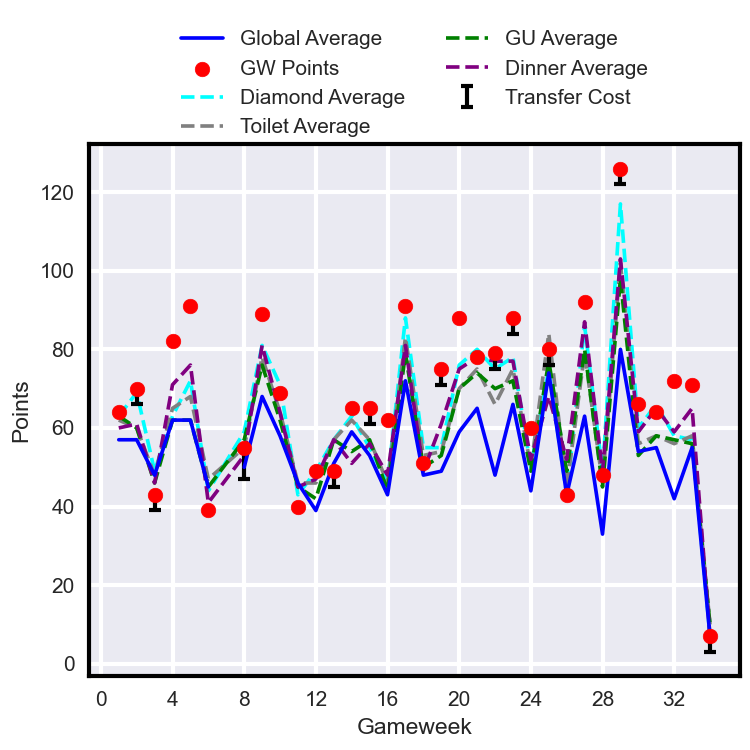 Global Average
GW Points
Diamond Average
Toilet Average
GU Average
Dinner Average
Transfer Cost
Points
120
100
80
60
40
20
0
0 4 8 12 16 20 24 28 32
Gameweek